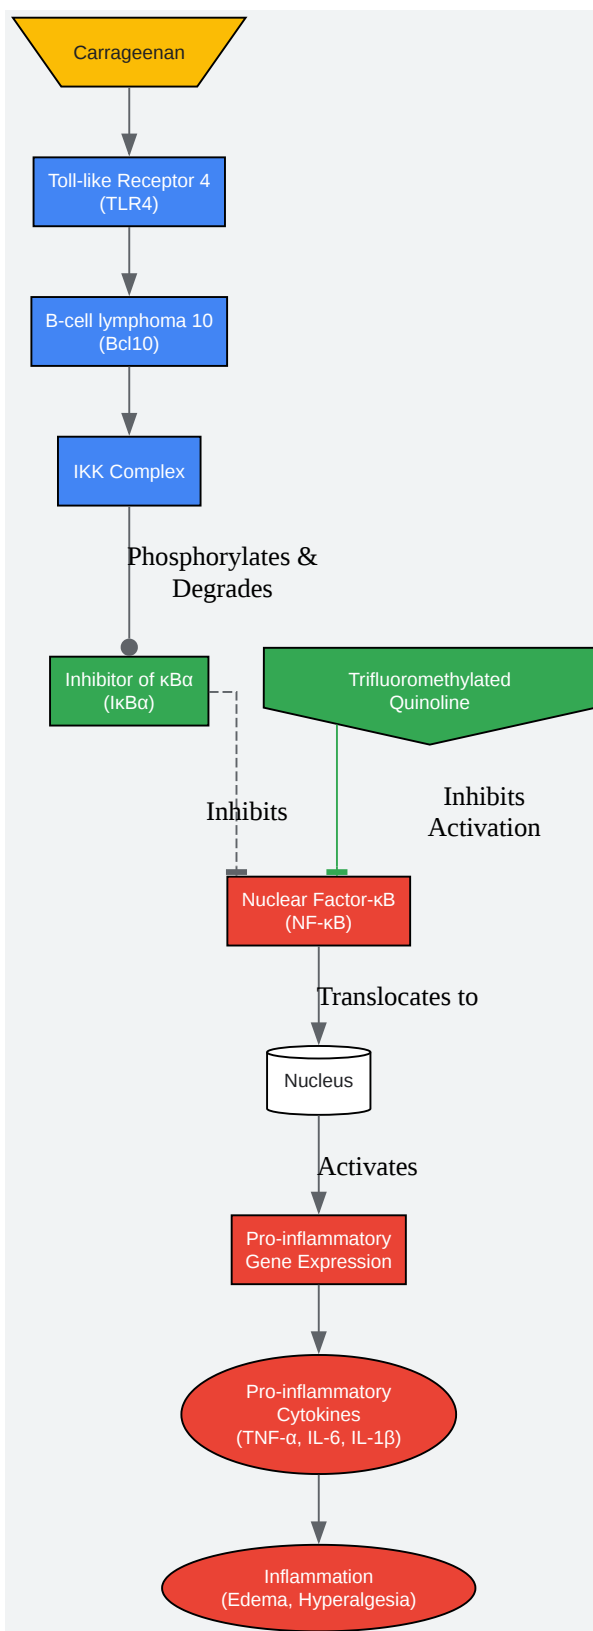 Carrageenan
Toll-like Receptor 4
(TLR4)
B-cell lymphoma 10
(Bcl10)
IKK Complex
Phosphorylates &
Degrades
Inhibitor of κBα
(IκBα)
Trifluoromethylated
Quinoline
Inhibits
Inhibits
Activation
Nuclear Factor-κB
(NF-κB)
Translocates to
Nucleus
Activates
Pro-inflammatory
Gene Expression
Pro-inflammatory
Cytokines
(TNF-α, IL-6, IL-1β)
Inflammation
(Edema, Hyperalgesia)